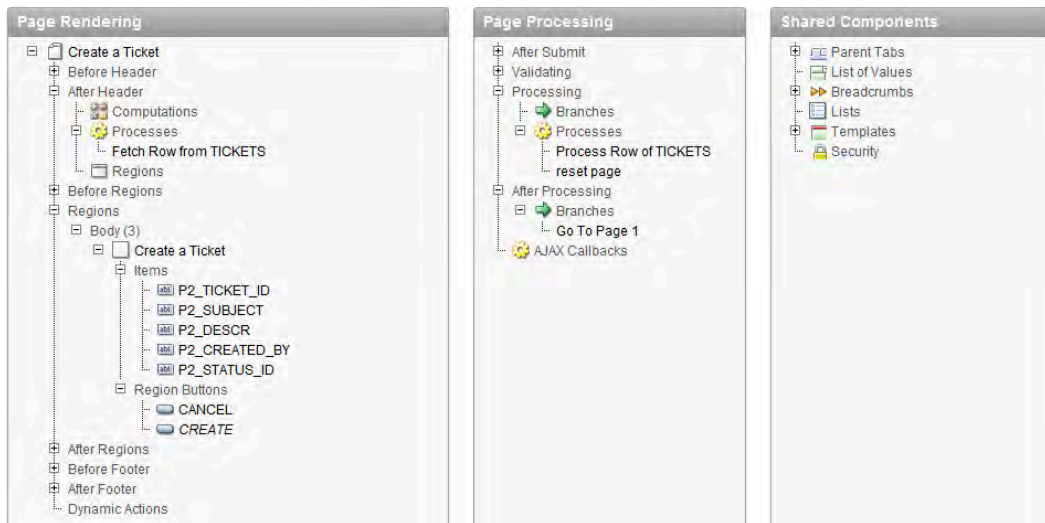 Page Rendering
Create a Ticket
Before Header
After Header
Computations
Processes
Fetch Row from TICKETS
Regions
Before Regions
Regions
Body (3)
Create a Ticket
Items
P2_TICKET_ID
P2_SUBJECT
P2_DESCR
P2_CREATED_BY
P2_STATUS_ID
Region Buttons
CANCEL
CREATE
After Regions
Before Footer
After Footer
Dynamic Actions
Page Processing
After Submit
Validating
Processing
Branches
Processes
Process Row of TICKETS
reset page
After Processing
Branches
Go To Page 1
AJAX Callbacks
Shared Components
Parent Tabs
List of Values
Breadcrumbs
Lists
Templates
Security